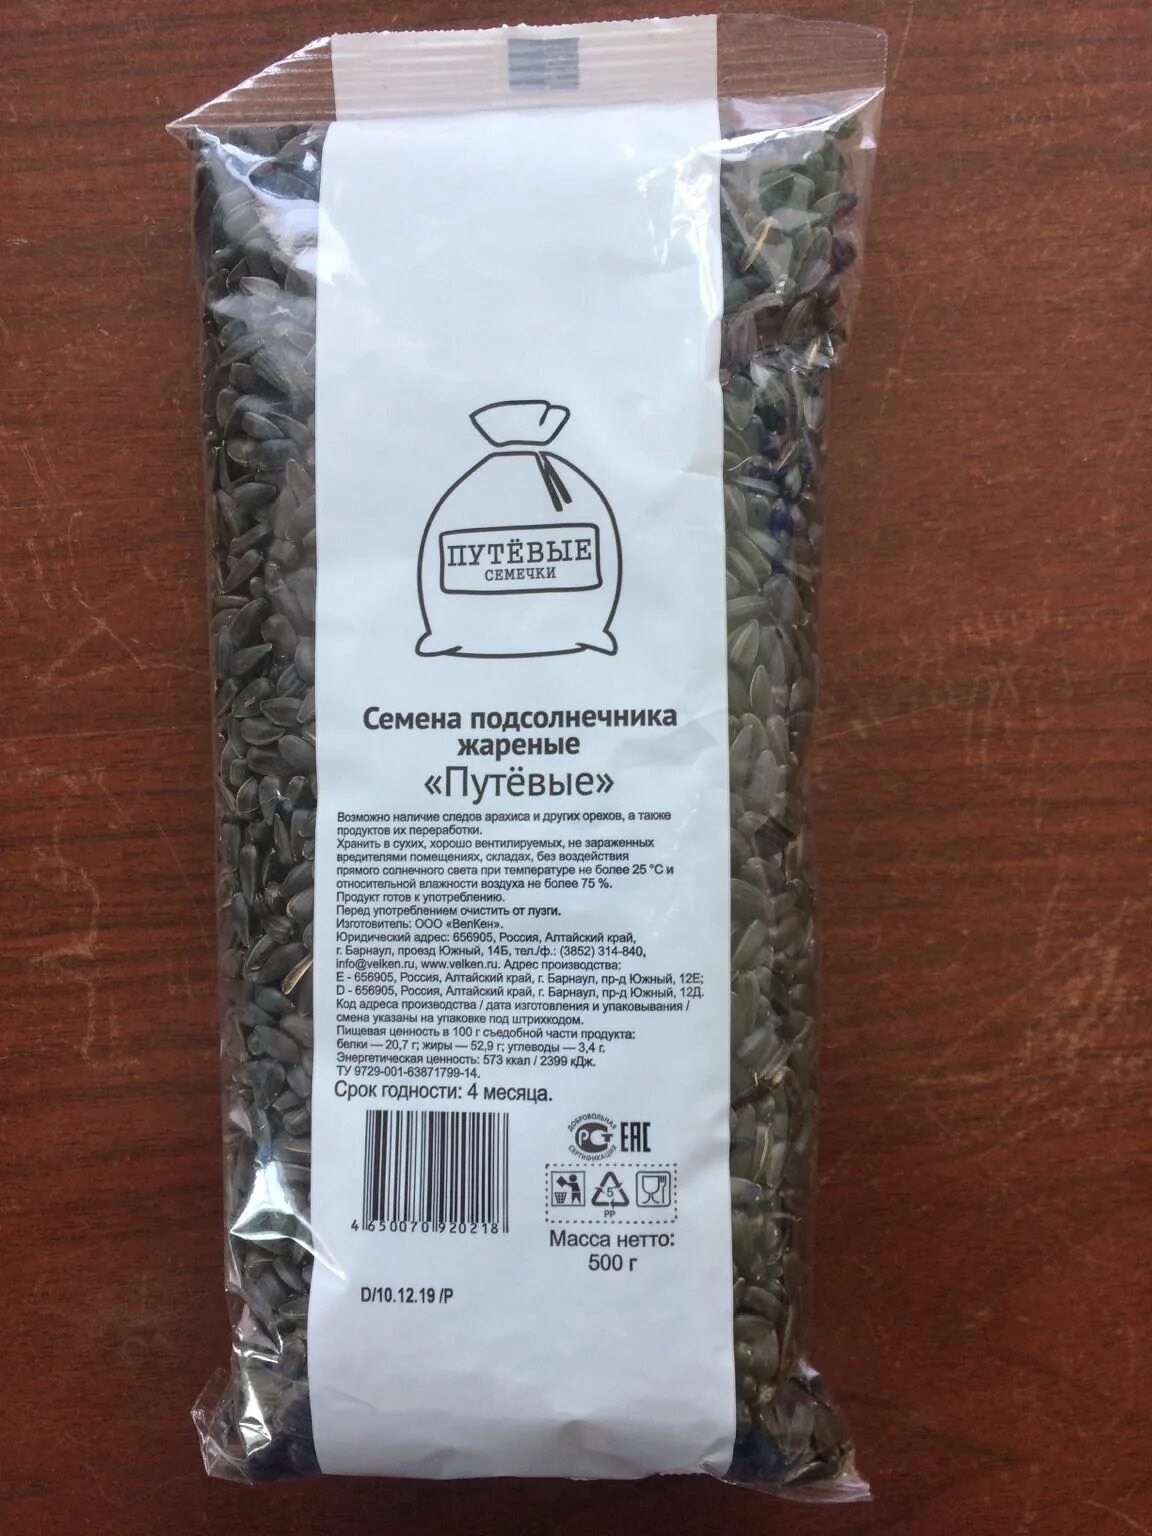 ПУТЁВЫЕ
СЕМЕЧКИ
Семена подсолнечника
жареные
«Путёвые»
Возможно наличие следов арахиса и других орехов, а также
продуктов их переработки.
Хранить в сухих, хорошо вентилируемых, не зараженных
вредителями помещениях, складах, без воздействия
прямого солнечного света при температуре не более 25 °С и
относительной влажности воздуха не более 75 %.
Продукт готов к употреблению.
Перед употреблением очистить от лузги.
Изготовитель: ООО «ВелКен».
Юридический адрес: 656905, Россия, Алтайский край,
г. Барнаул, проезд Южный, 14Б, тел./ф.: (3852) 314-840,
info@velken.ru, www.velken.ru. Адрес производства:
E - 656905, Россия, Алтайский край, г. Барнаул, пр-д Южный, 12Е;
D - 656905, Россия, Алтайский край, г. Барнаул, пр-д Южный, 12Д.
Код адреса производства / дата изготовления и упаковывания /
смена указаны на упаковке под штрихкодом.
Пищевая ценность в 100 г съедобной части продукта:
белки — 20,7 г; жиры — 52,9 г; углеводы — 3,4 г.
Энергетическая ценность: 573 ккал / 2399 кДж.
ТУ 9729-001-63871799-14.
Срок годности: 4 месяца.
ДОБРОВОЛЬНАЯ
РСТ
СЕРТИФИКАЦИЯ
EAC
5
PP
4 650070 920218
Масса нетто:
500 г
D/10.12.19 /P